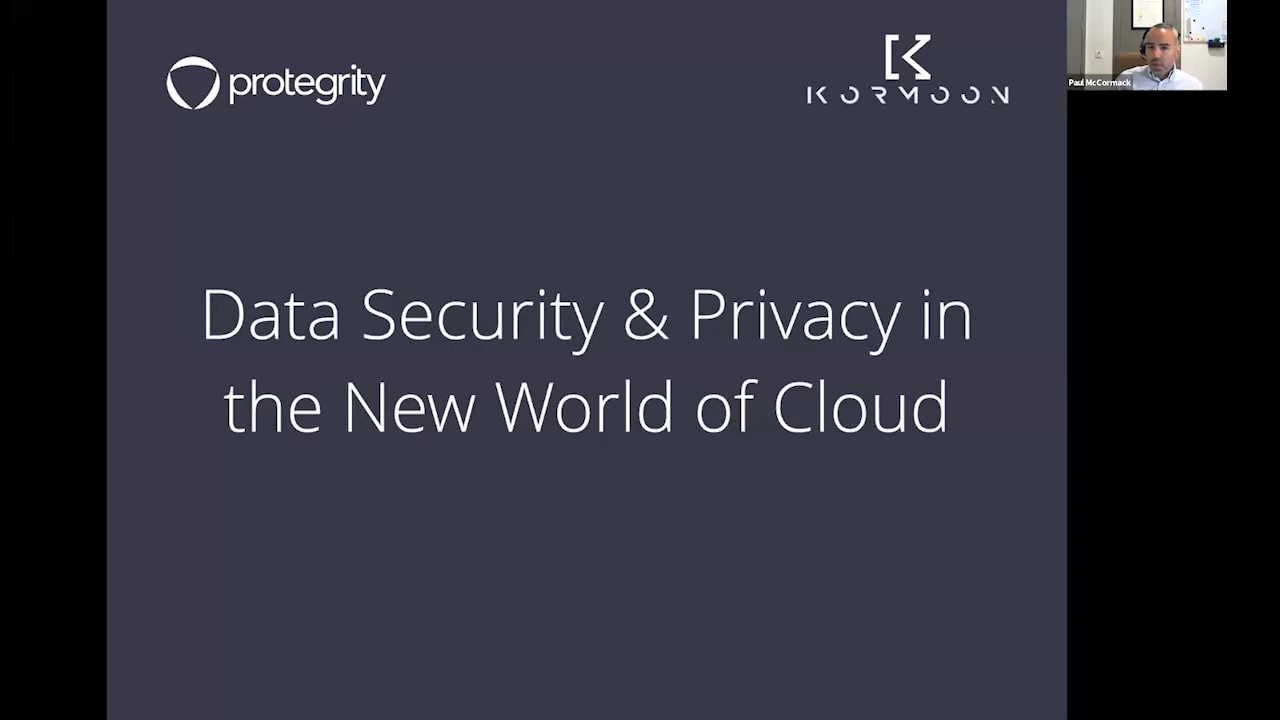 protegrity
KORMOON
Paul McCormack
Data Security & Privacy in
the New World of Cloud